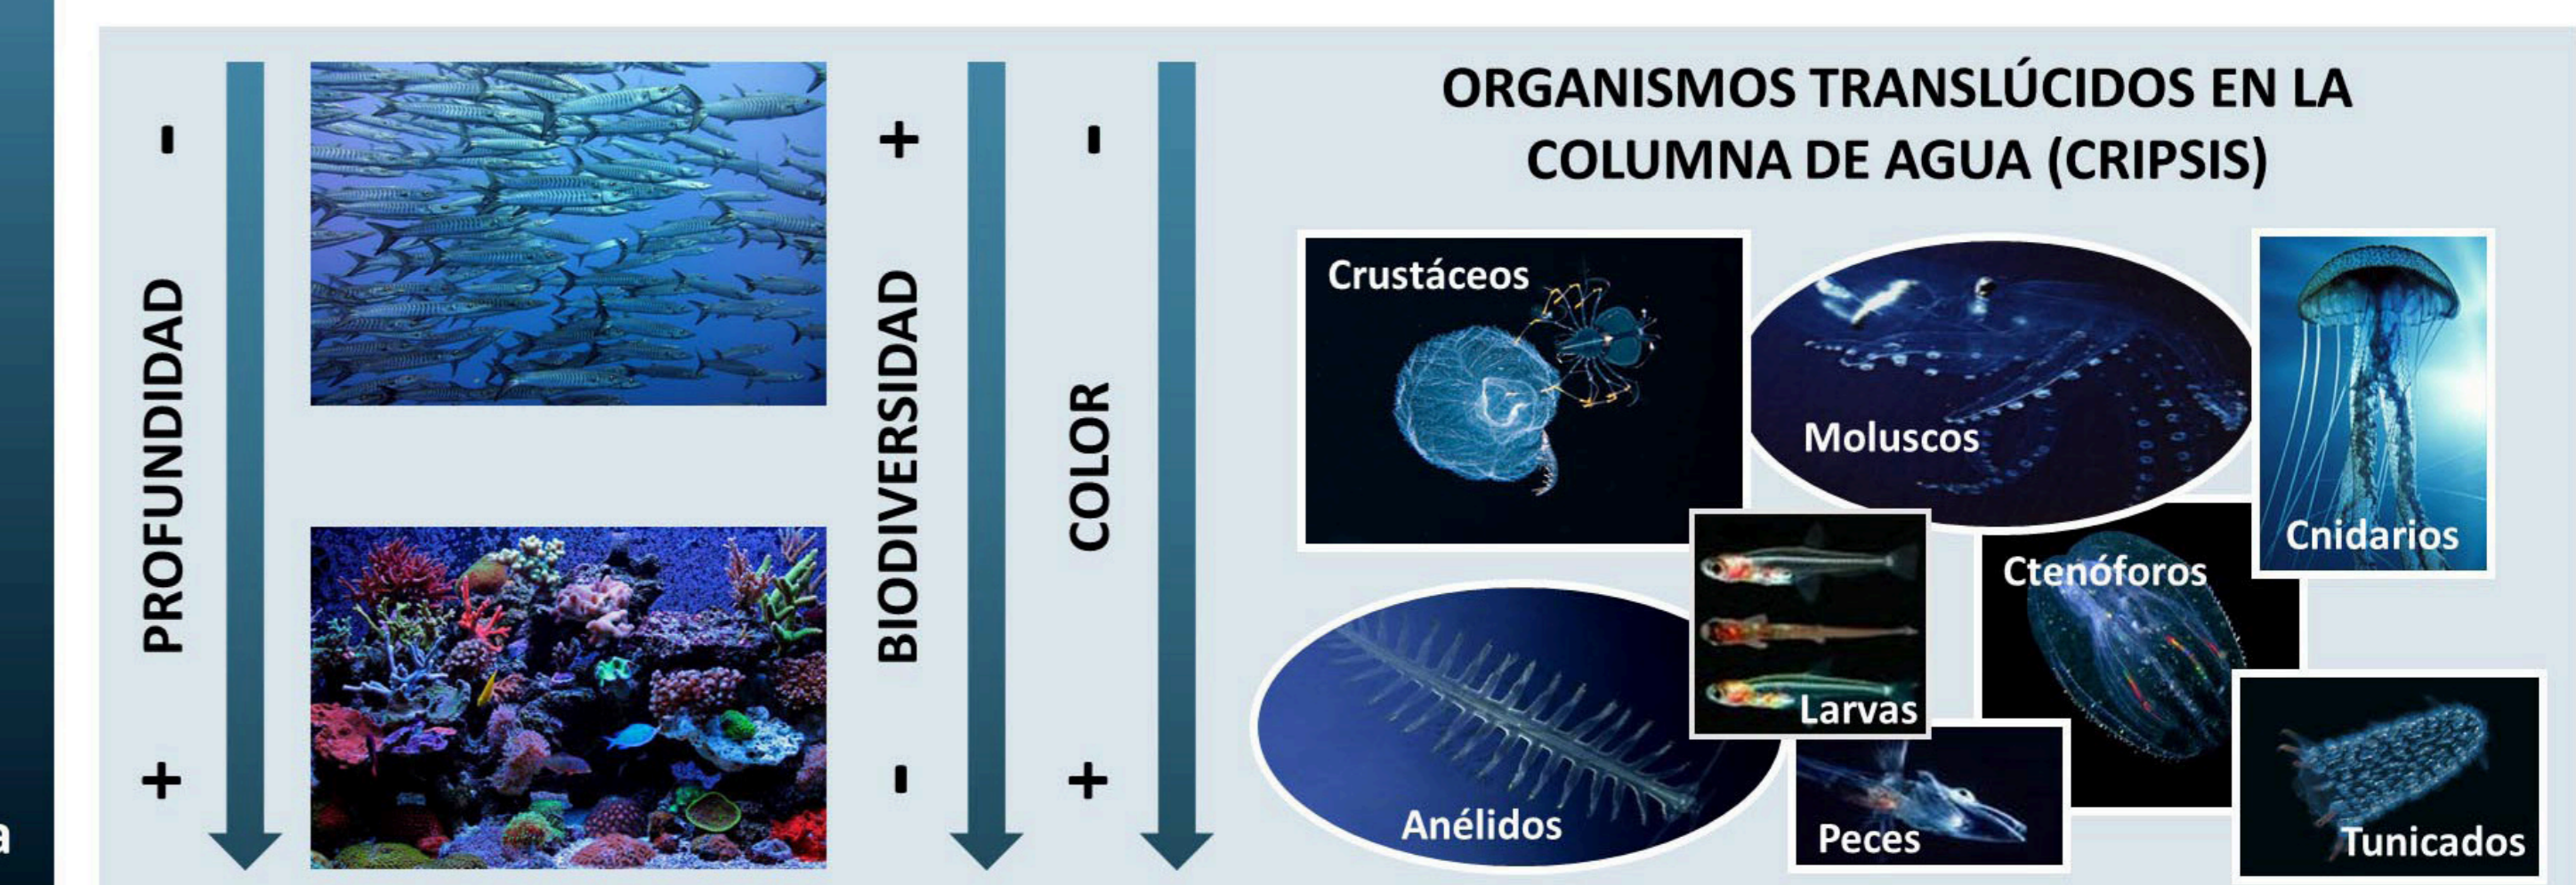 a
-
PROFUNDIDAD
+
+
BIODIVERSIDAD
-
-
COLOR
+
ORGANISMOS TRANSLÚCIDOS EN LA
COLUMNA DE AGUA (CRIPSIS)
Crustáceos
Moluscos
Cnidarios
Ctenóforos
Larvas
Anélidos
Peces
Tunicados